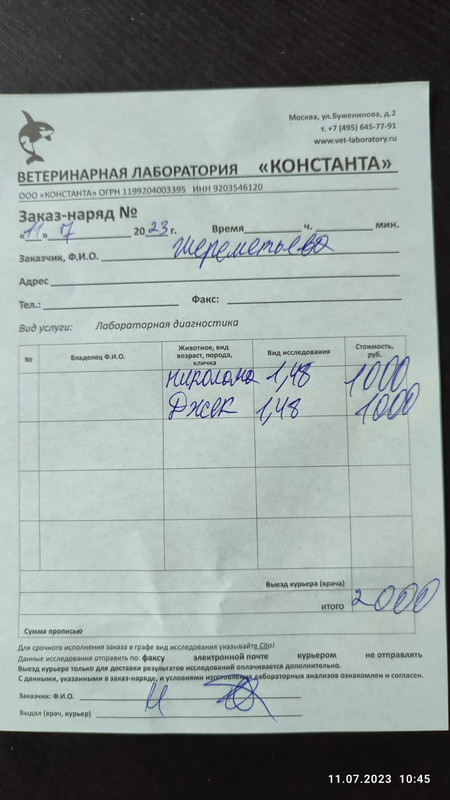 Москва, ул.Буженинова, д.2
т. +7 (495) 645-77-91
www.vet-laboratory.ru
ВЕТЕРИНАРНАЯ ЛАБОРАТОРИЯ «КОНСТАНТА»
ООО «КОНСТАНТА» ОГРН 1199204003395 ИНН 9203546120
Заказ-наряд №
«11» 7 2023 г. Время ч. мин.
Заказчик, Ф.И.О. Шереметьева
Адрес
Тел.: Факс:
Вид услуги: Лабораторная диагностика
№ Владелец Ф.И.О. Животное, вид возраст, порода, кличка Вид исследования Стоимость, руб.
1,48 1000
Джек 1,48 1000
Выезд курьера (врача)
ИТОГО 2000
Сумма прописью
Для срочного исполнения заказа в графе вид исследования указывайте Cito!
Данные исследования отправить по: факсу электронной почте курьером не отправлять
Выезд курьера только для доставки результатов исследований оплачивается дополнительно.
С данными, указанными в заказ-наряде, и условиями изготовления лабораторных анализов ознакомлен и согласен.
Заказчик: Ф.И.О.
Выдал (врач, курьер)
11.07.2023 10:45